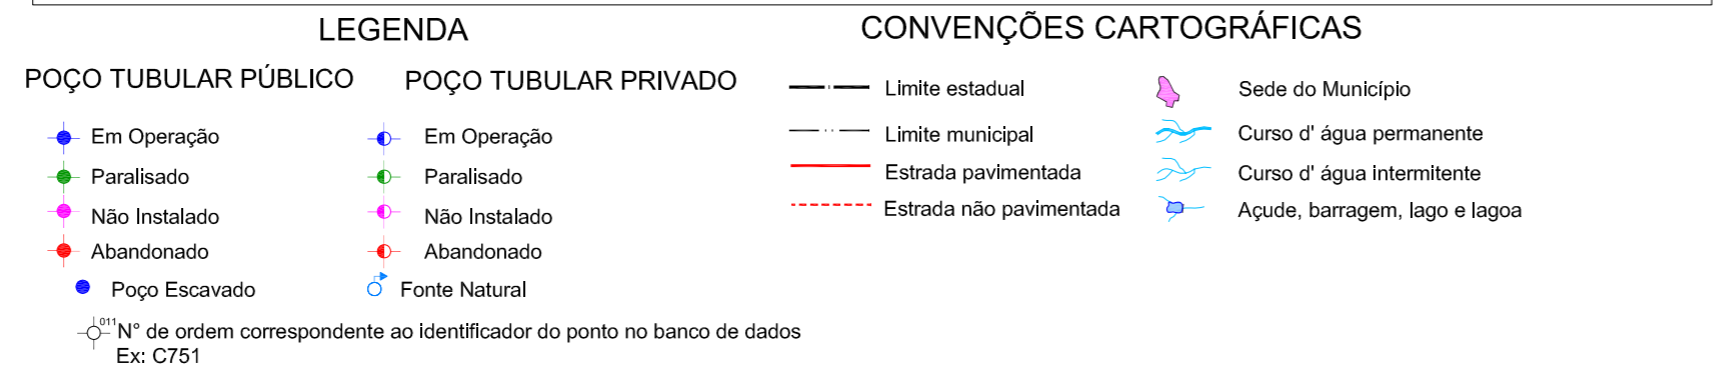 LEGENDA
POÇO TUBULAR PÚBLICO
Em Operação
Paralisado
Não Instalado
Abandonado
Poço Escavado
POÇO TUBULAR PRIVADO
Em Operação
Paralisado
Não Instalado
Abandonado
Fonte Natural
011 N° de ordem correspondente ao identificador do ponto no banco de dados
Ex: C751
CONVENÇÕES CARTOGRÁFICAS
Limite estadual
Limite municipal
Estrada pavimentada
Estrada não pavimentada
Sede do Município
Curso d' água permanente
Curso d' água intermitente
Açude, barragem, lago e lagoa